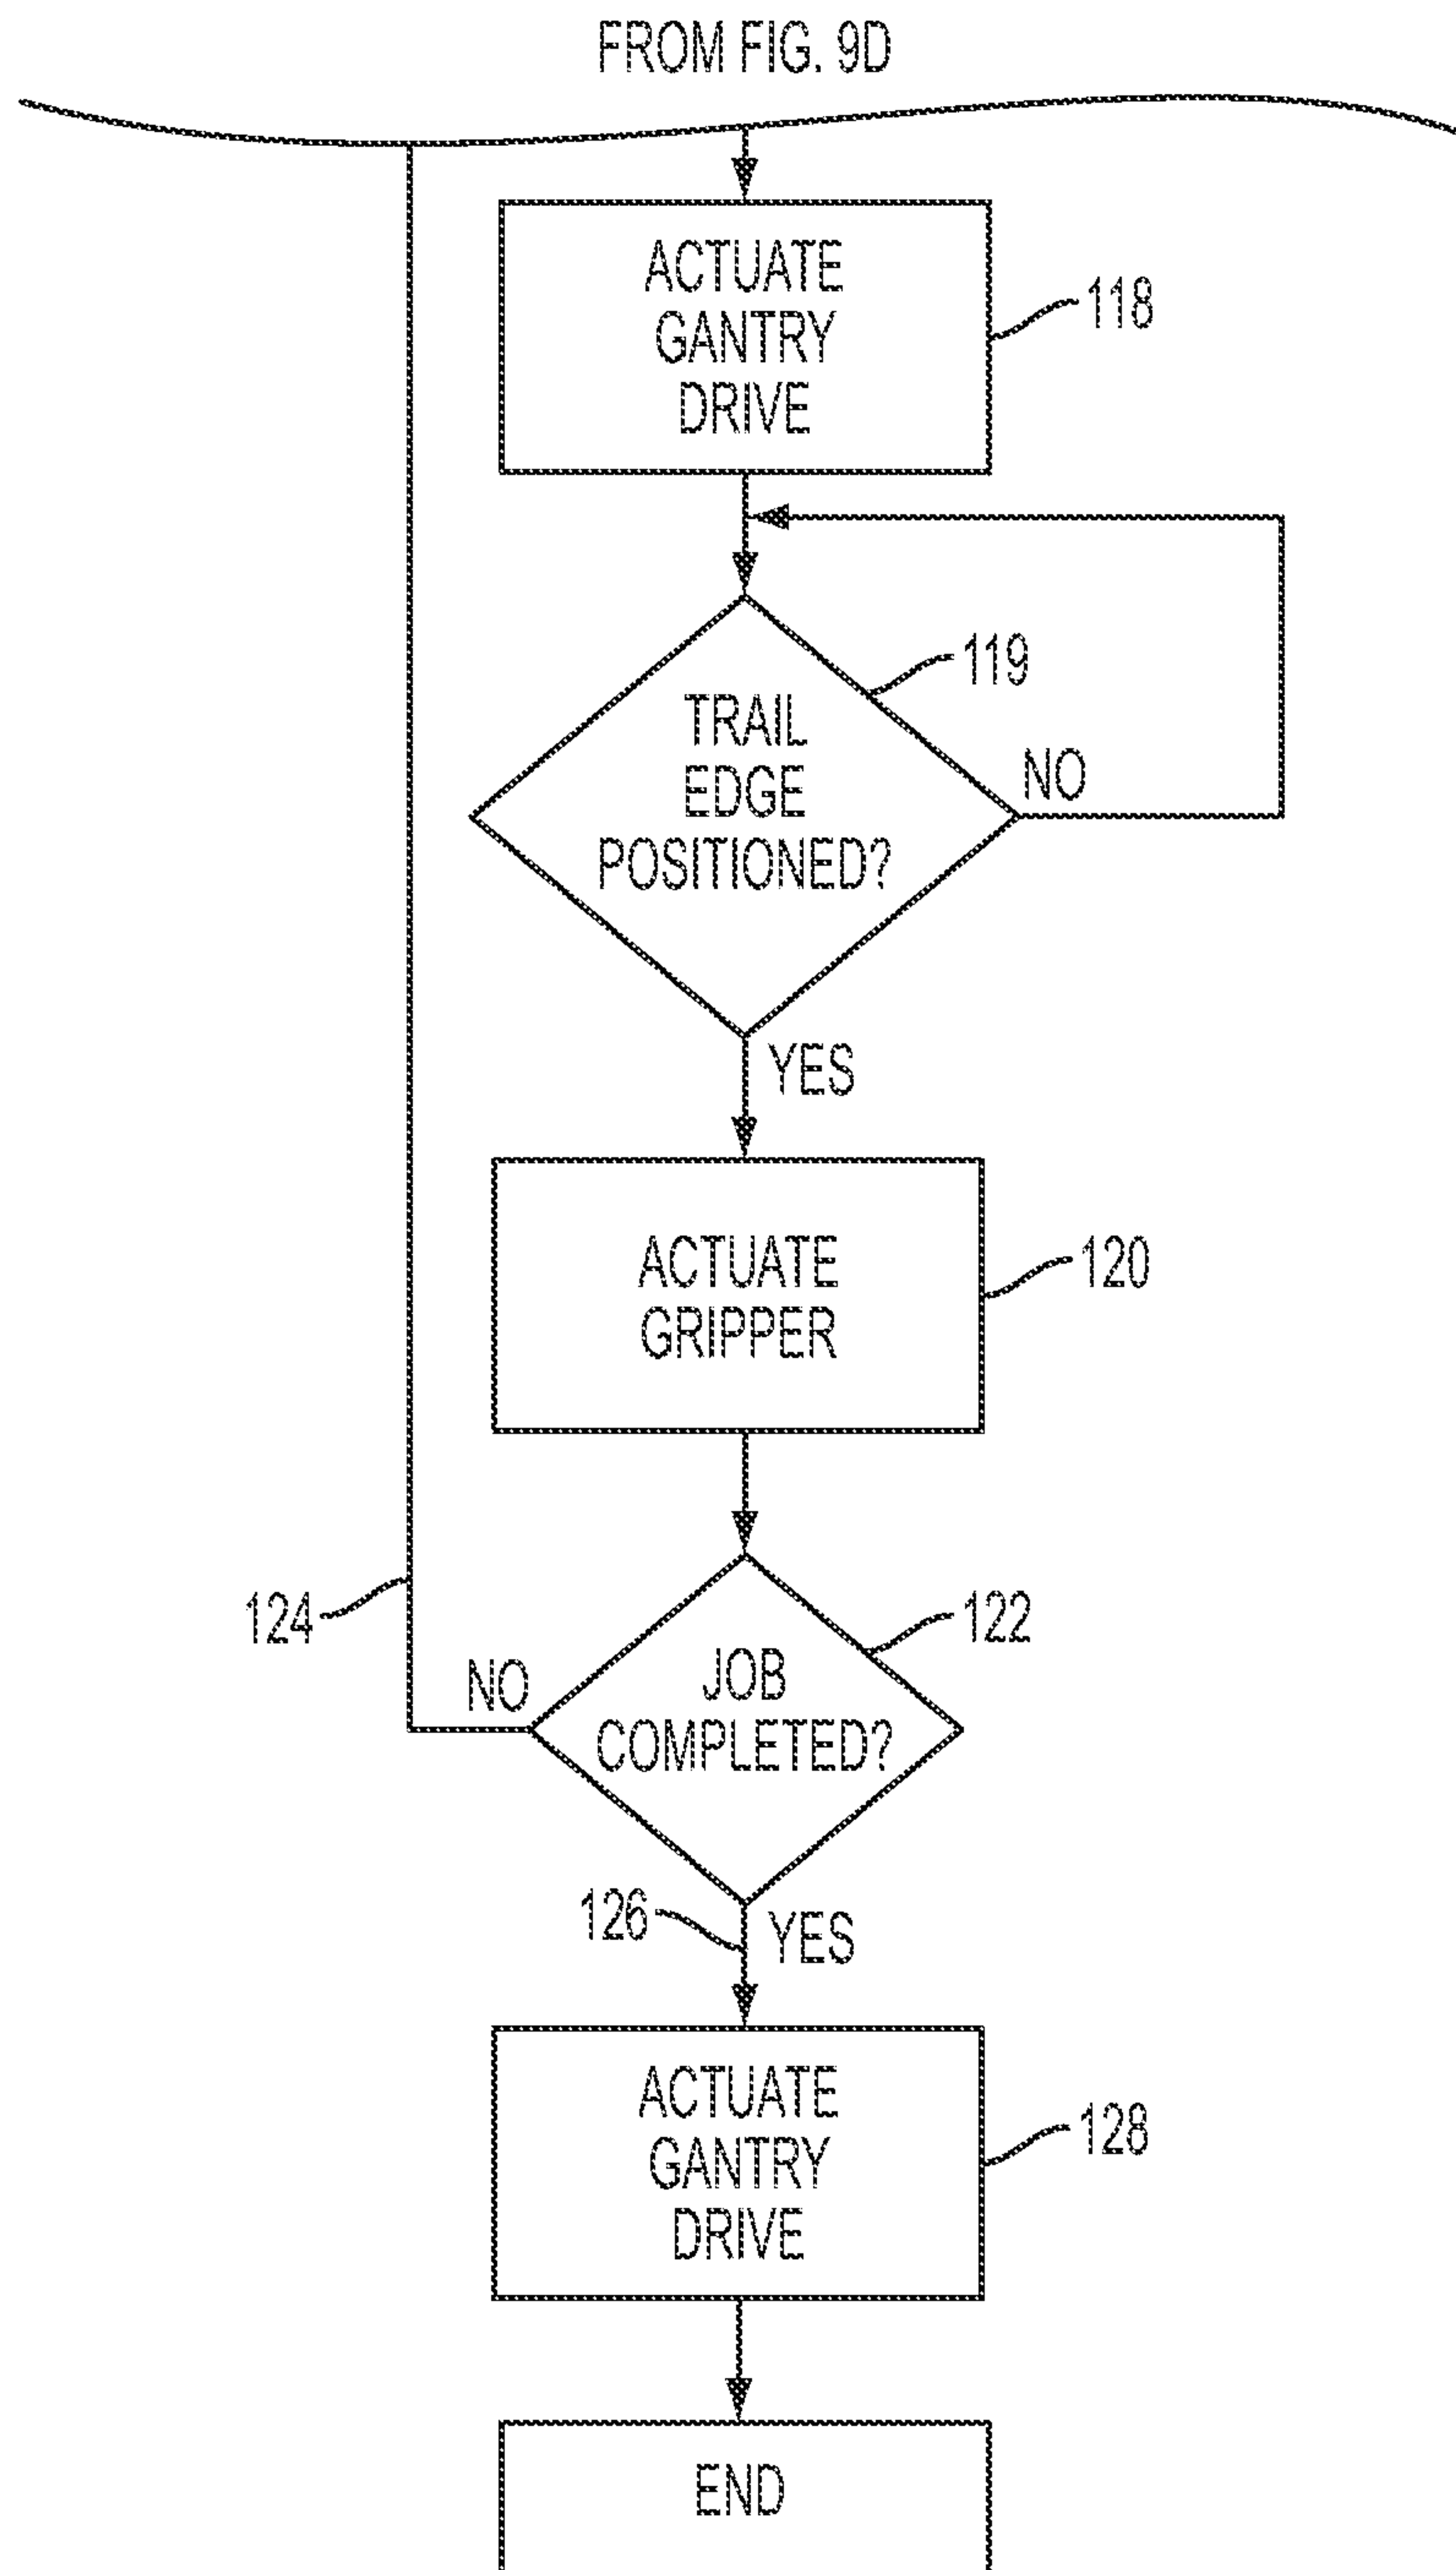 FROM FIG. 9D
ACTUATE
GANTRY
DRIVE
118
119
TRAIL
EDGE
POSITIONED?
NO
YES
ACTUATE
GRIPPER
120
124
122
NO
JOB
COMPLETED?
126
YES
ACTUATE
GANTRY
DRIVE
128
END